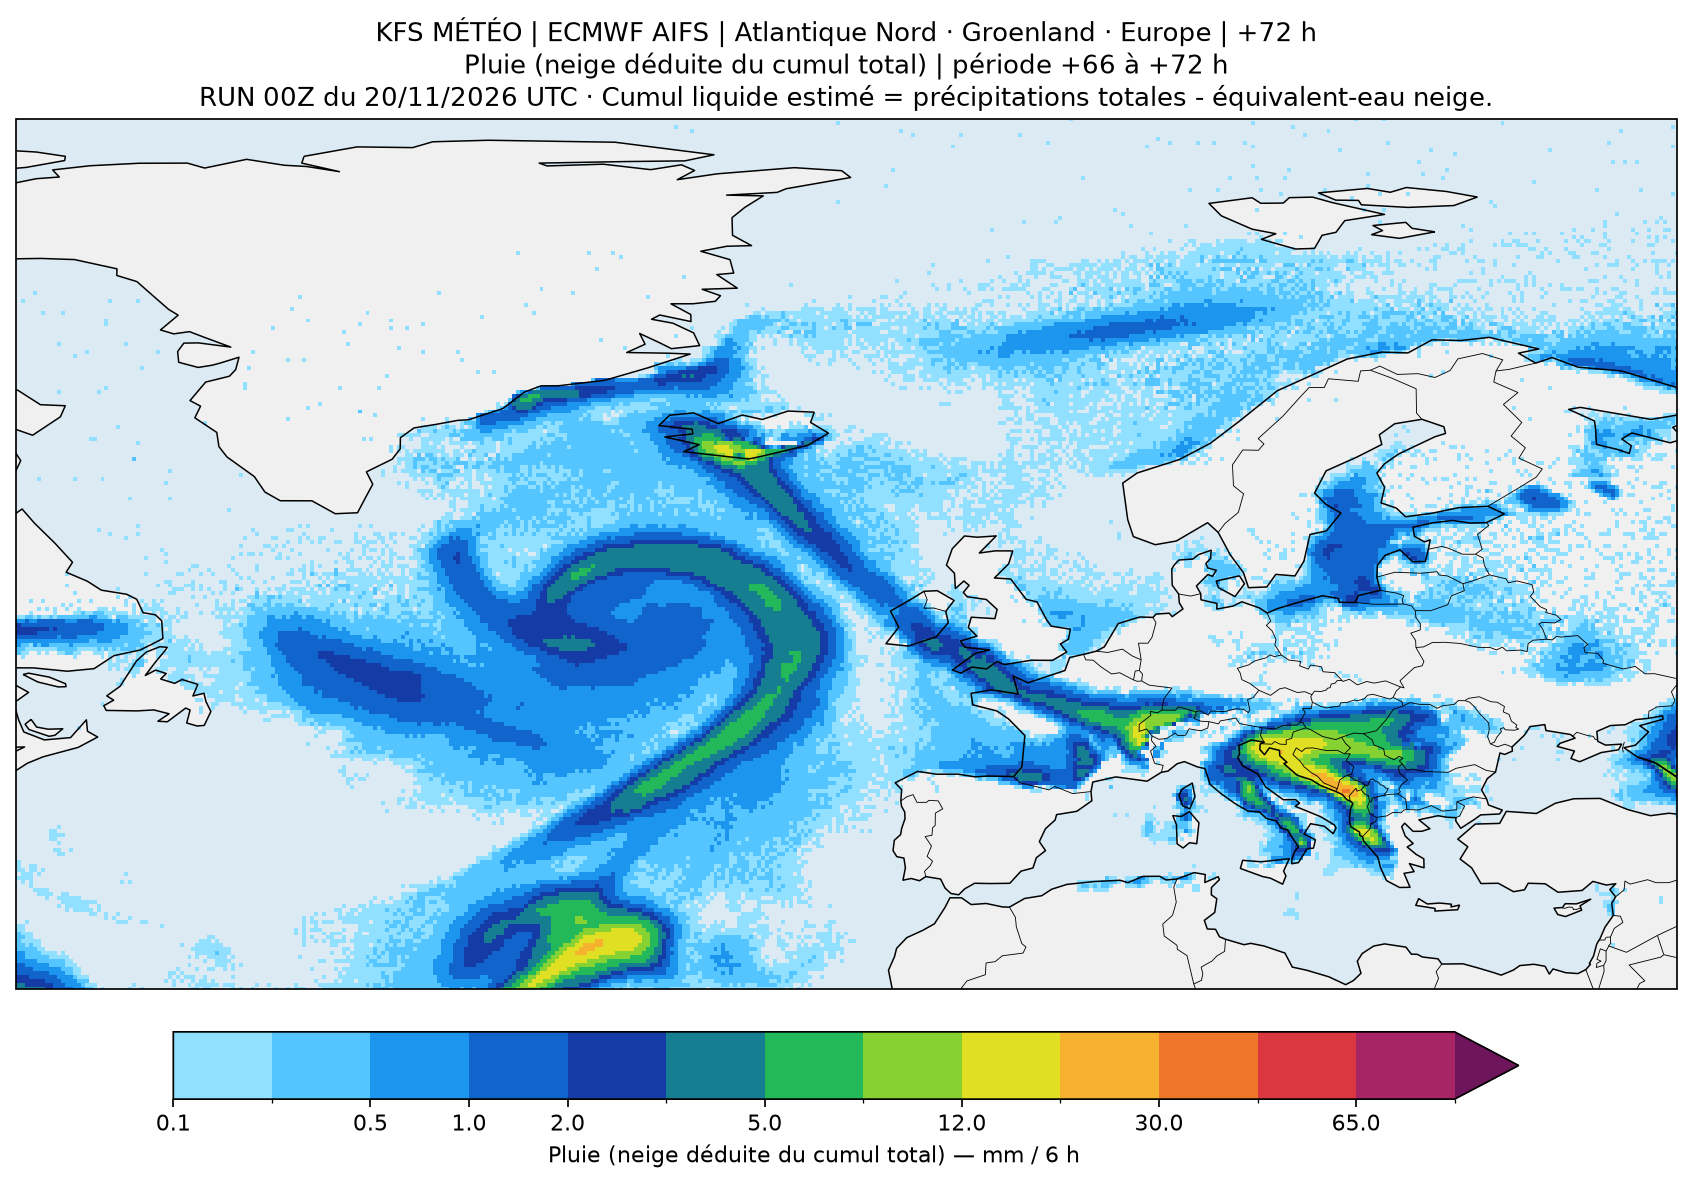 KFS MÉTÉO | ECMWF AIFS | Atlantique Nord · Groenland · Europe | +72 h
Pluie (neige déduite du cumul total) | période +66 à +72 h
RUN 00Z du 20/11/2026 UTC · Cumul liquide estimé = précipitations totales - équivalent-eau neige.
0.1 0.5 1.0 2.0 5.0 12.0 30.0 65.0
Pluie (neige déduite du cumul total) — mm / 6 h